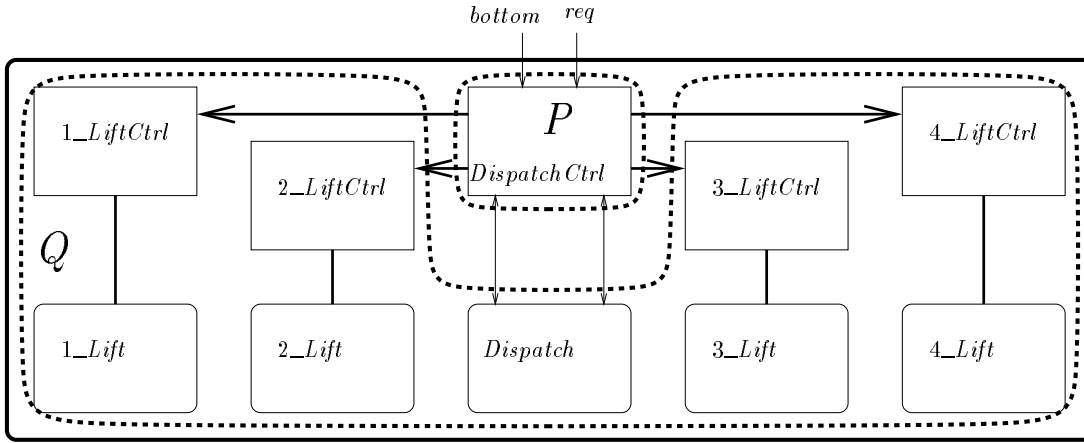 bottom req
P
1_LiftCtrl 4_LiftCtrl
DispatchCtrl
2_LiftCtrl 3_LiftCtrl
Q
1_Lift 2_Lift Dispatch 3_Lift 4_Lift